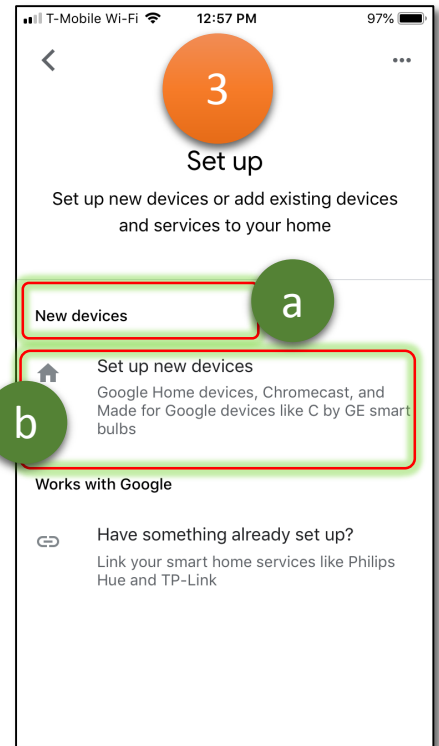 T-Mobile Wi-Fi 12:57 PM 97%
3
Set up
Set up new devices or add existing devices
and services to your home
a
New devices
Set up new devices
Google Home devices, Chromecast, and
Made for Google devices like C by GE smart
bulbs
b
Works with Google
Have something already set up?
Link your smart home services like Philips
Hue and TP-Link